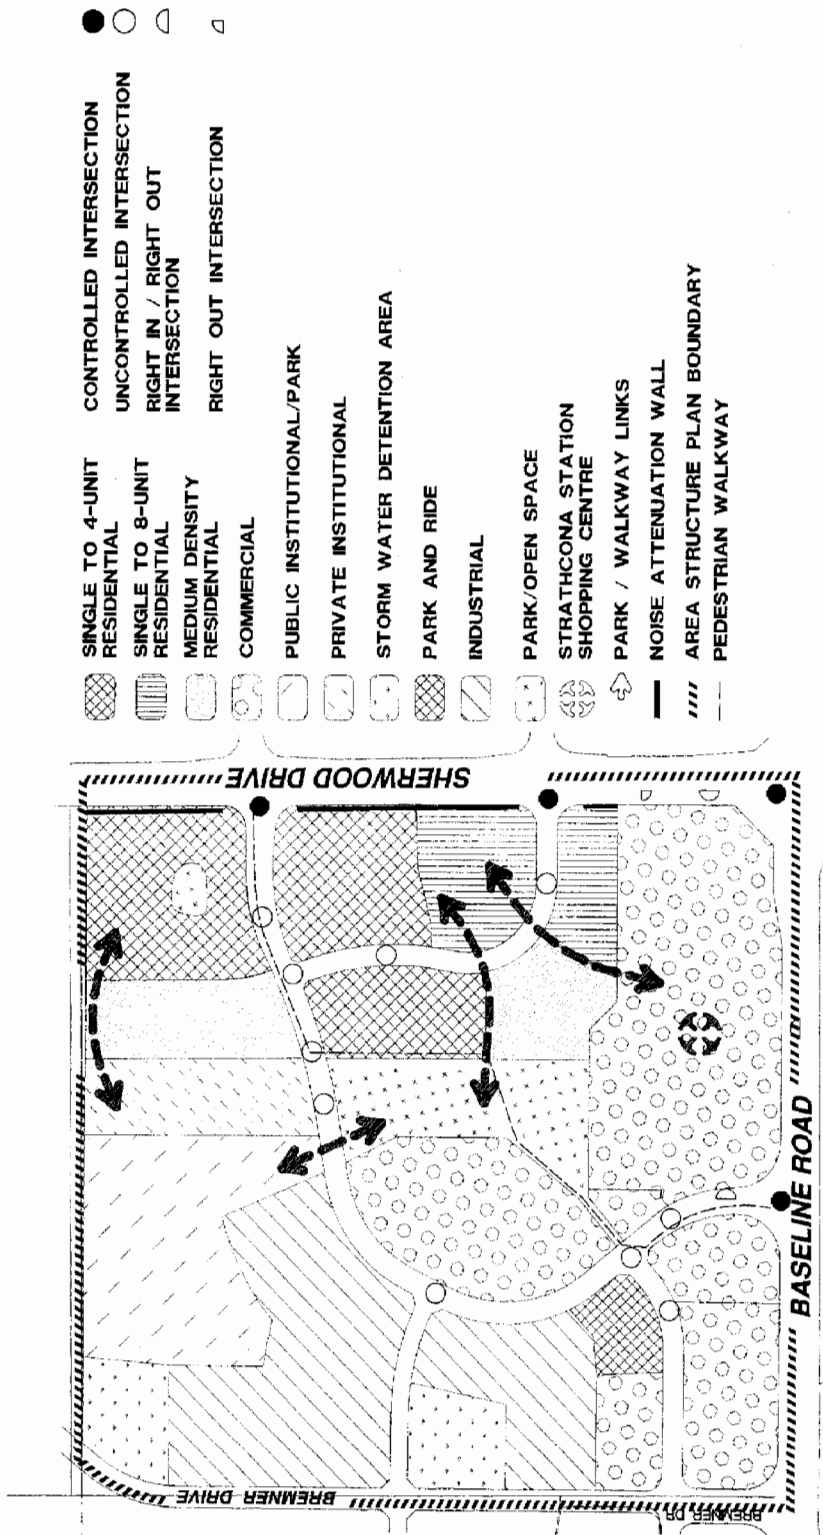 SINGLE TO 4-UNIT
RESIDENTIAL
SINGLE TO 8-UNIT
RESIDENTIAL
MEDIUM DENSITY
RESIDENTIAL
COMMERCIAL
PUBLIC INSTITUTIONAL/PARK
PRIVATE INSTITUTIONAL
STORM WATER DETENTION AREA
PARK AND RIDE
INDUSTRIAL
PARK/OPEN SPACE
STRATHCONA STATION
SHOPPING CENTRE
PARK / WALKWAY LINKS
NOISE ATTENUATION WALL
AREA STRUCTURE PLAN BOUNDARY
PEDESTRIAN WALKWAY
CONTROLLED INTERSECTION
UNCONTROLLED INTERSECTION
RIGHT IN / RIGHT OUT
INTERSECTION
RIGHT OUT INTERSECTION
SHERWOOD DRIVE
BASELINE ROAD
BREMNER DRIVE
BREMNER DR